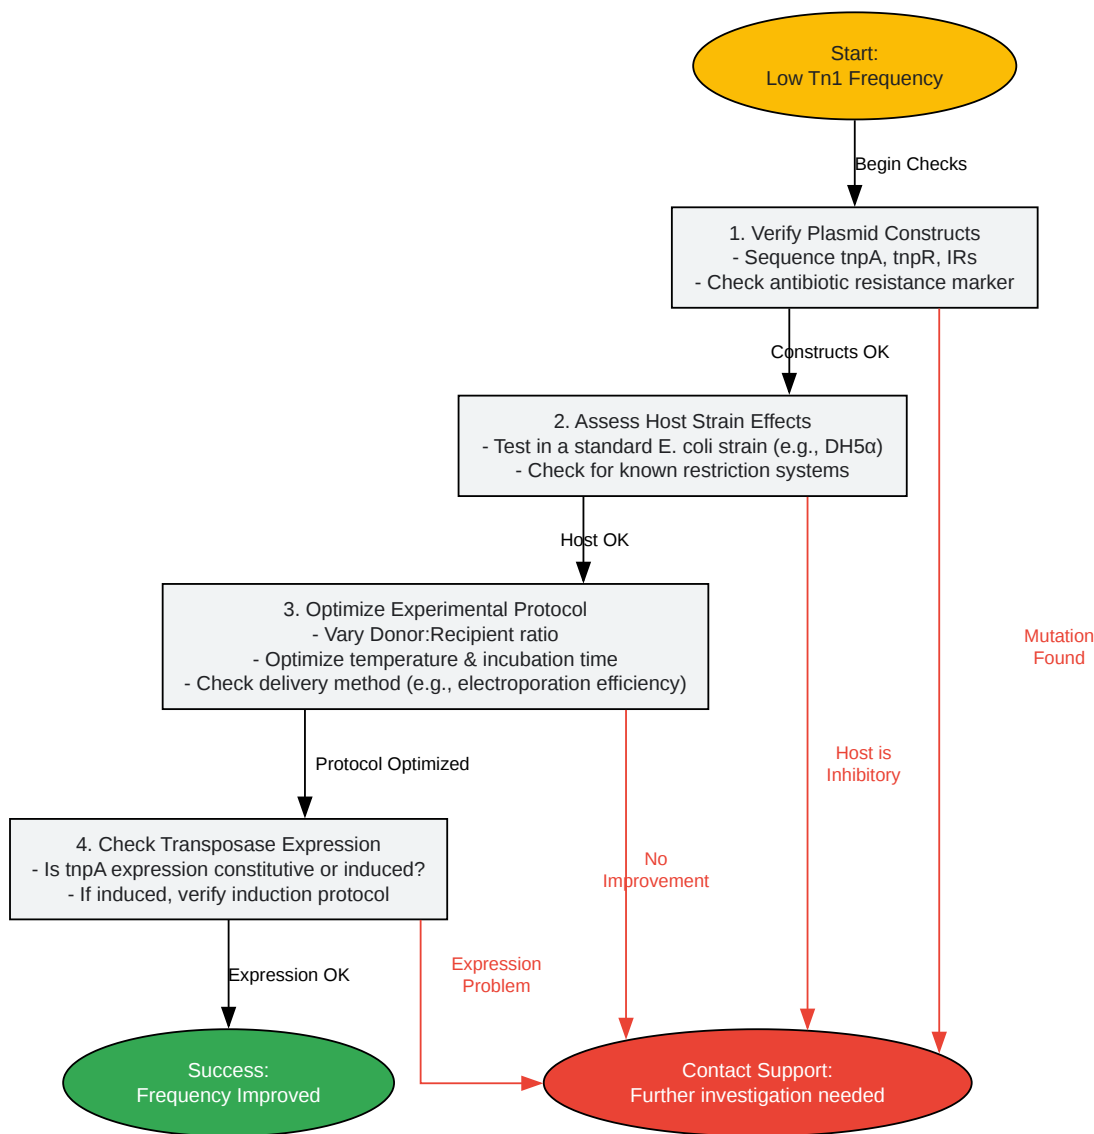 Start:
Low Tn1 Frequency
Begin Checks
1. Verify Plasmid Constructs
- Sequence tnpA, tnpR, IRs
- Check antibiotic resistance marker
Constructs OK
2. Assess Host Strain Effects
- Test in a standard E. coli strain (e.g., DH5α)
- Check for known restriction systems
Host OK
3. Optimize Experimental Protocol
- Vary Donor:Recipient ratio
- Optimize temperature & incubation time
- Check delivery method (e.g., electroporation efficiency)
Mutation
Found
Protocol Optimized
Host is
Inhibitory
4. Check Transposase Expression
- Is tnpA expression constitutive or induced?
- If induced, verify induction protocol
No
Improvement
Expression OK
Expression
Problem
Success:
Frequency Improved
Contact Support:
Further investigation needed